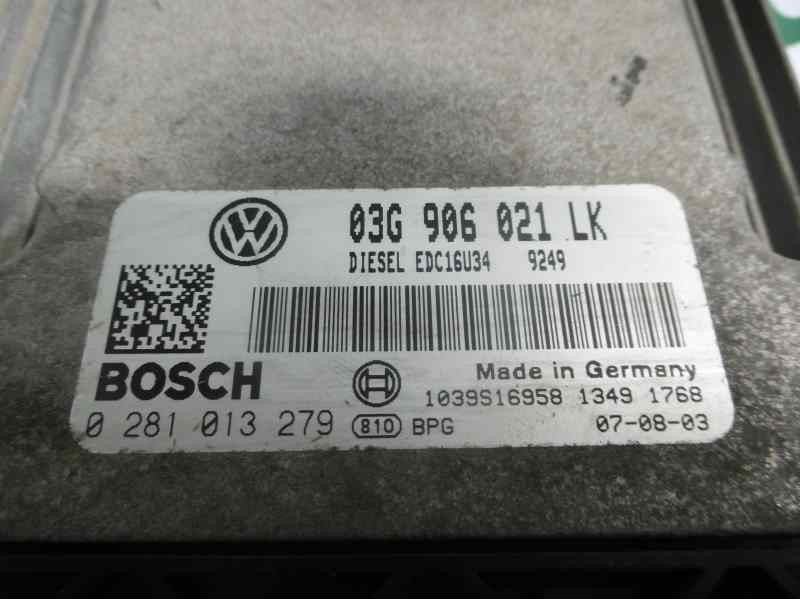 03G 906 021 LK
DIESEL EDC16U34 9249
BOSCH
Made in Germany
1039S16958 1349 1768
0 281 013 279 810 BPG 07-08-03